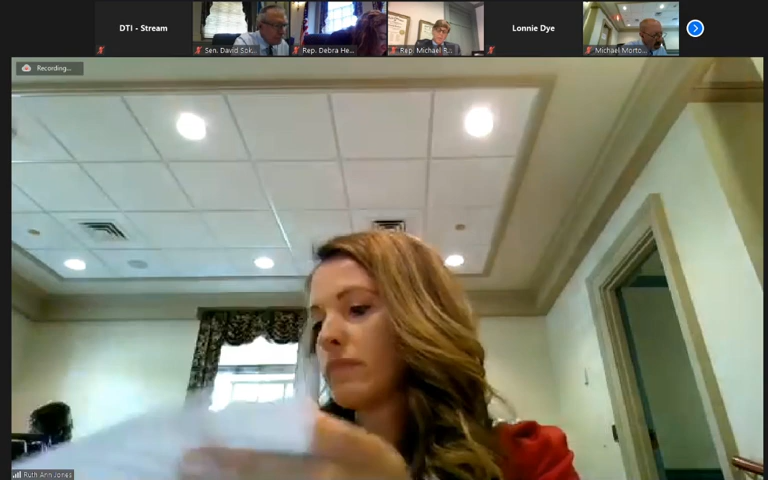 DTI - Stream
Sen. David Sok...
Rep. Debra He...
Rep. Michael R...
Lonnie Dye
Michael Morto...
Recording...
Ruth Ann Jones